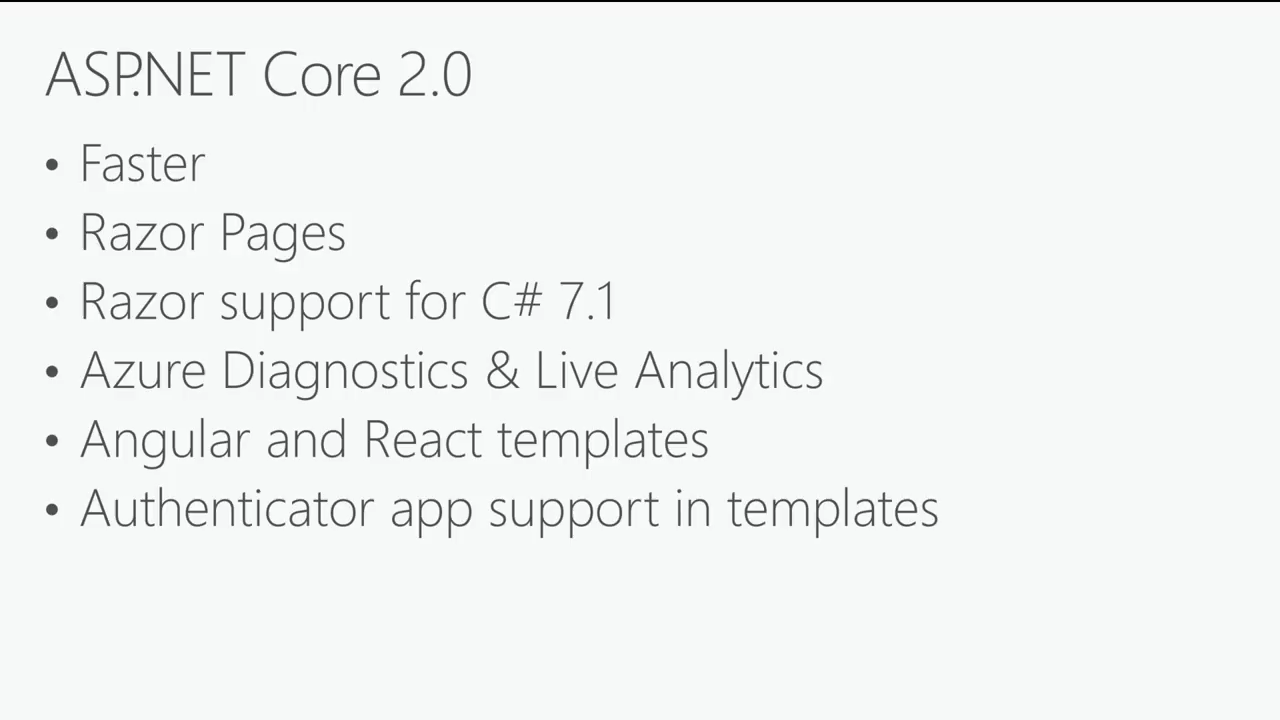 ASP.NET Core 2.0
• Faster
• Razor Pages
• Razor support for C# 7.1
• Azure Diagnostics & Live Analytics
• Angular and React templates
• Authenticator app support in templates